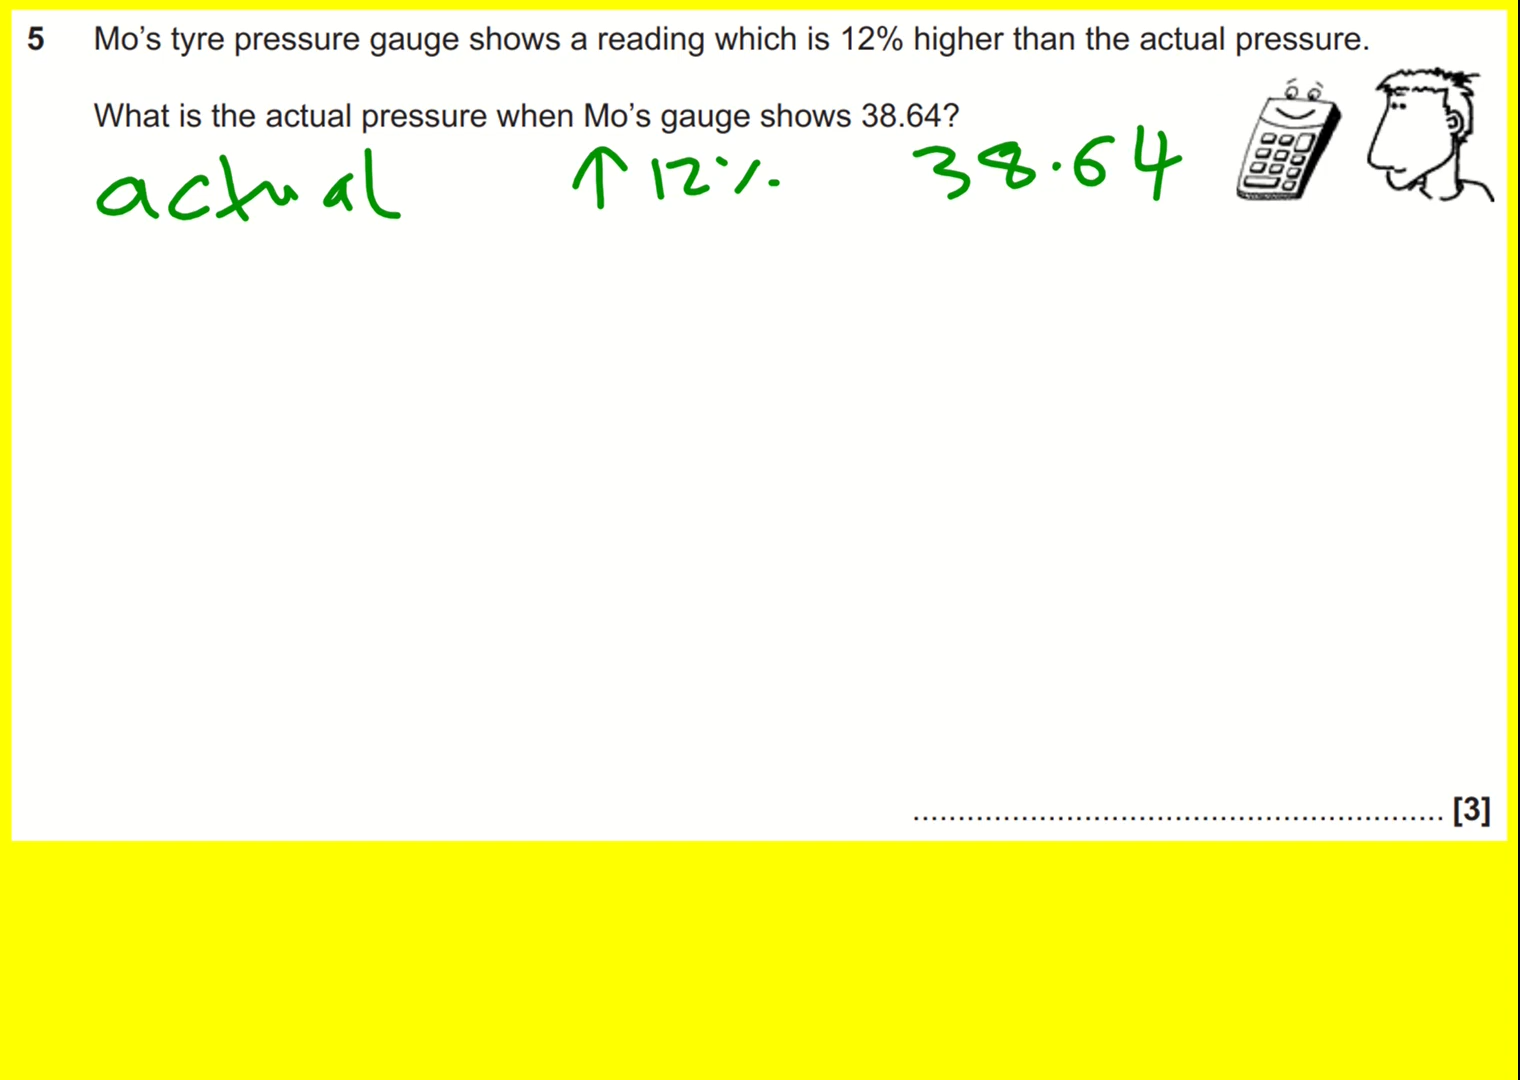 5 Mo’s tyre pressure gauge shows a reading which is 12% higher than the actual pressure.
What is the actual pressure when Mo’s gauge shows 38.64?
actual ↑12% 38.64
........................................................... [3]